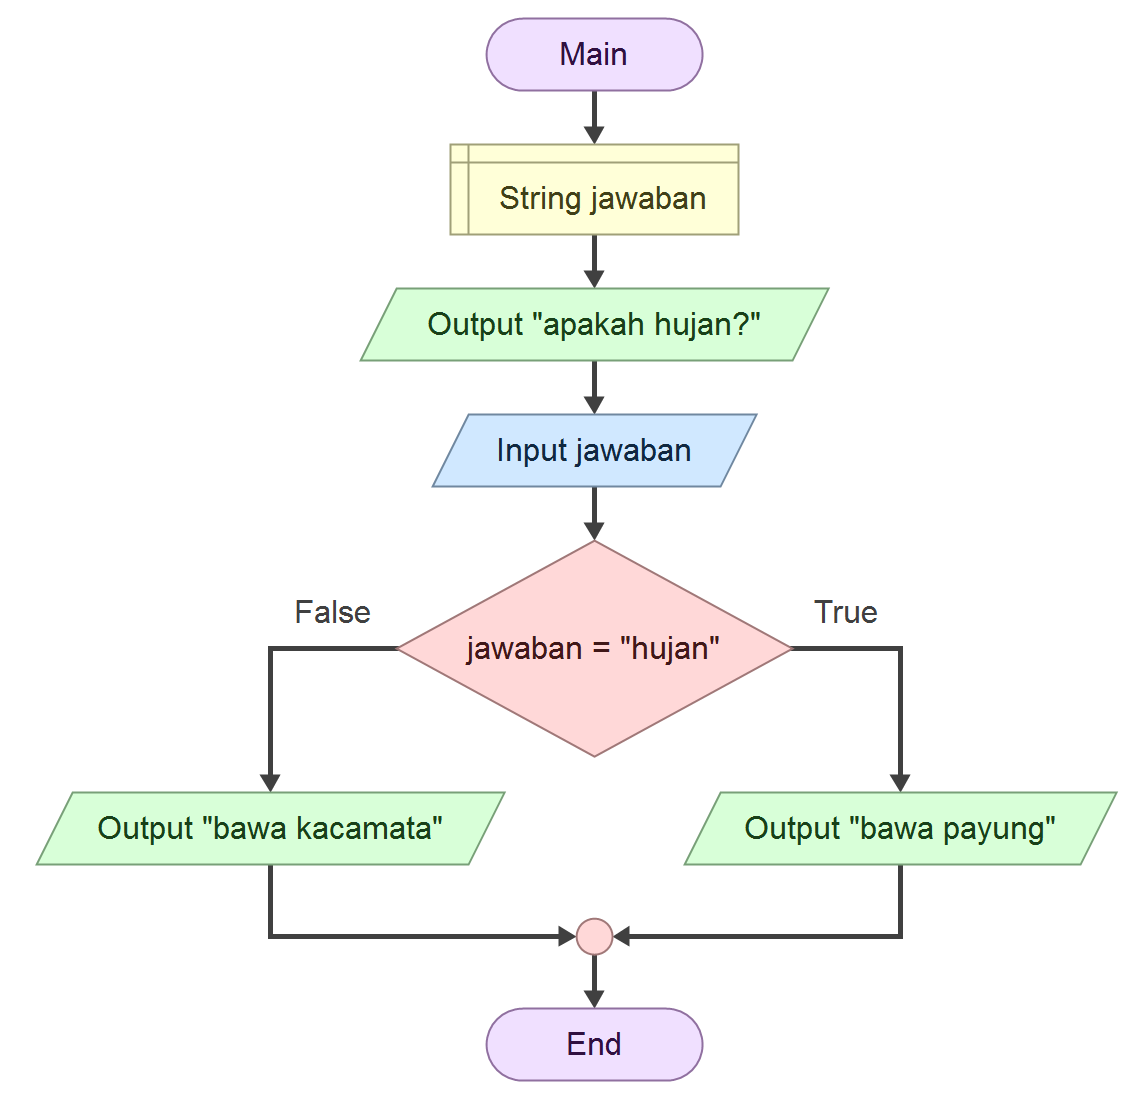 Main
String jawaban
Output "apakah hujan?"
Input jawaban
False
True
jawaban = "hujan"
Output "bawa kacamata"
Output "bawa payung"
End